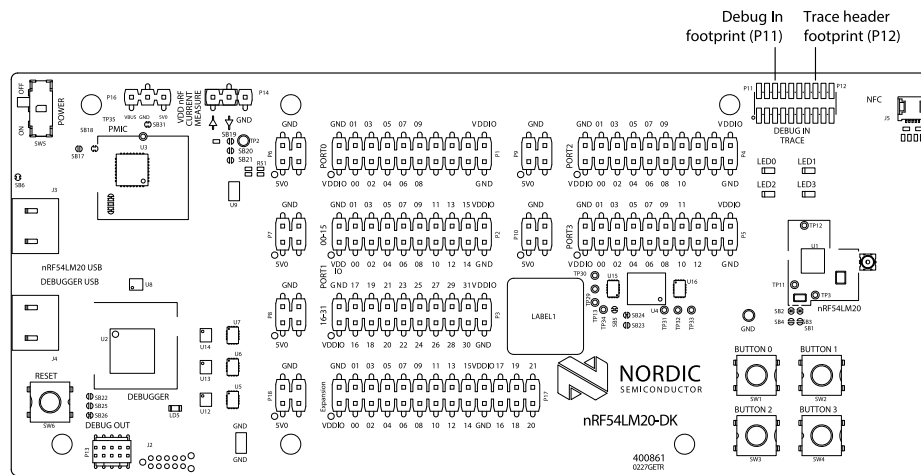 Debug In footprint (P11)
Trace header footprint (P12)
OFF
ON
POWER
SW5
P16
VBUS GND 5V0
TP35
SB31
SB18
PMIC
SB17
U3
VDD nRF
CURRENT
MEASURE
GND
P14
SB19
TP2
SB20
SB21
R51
U9
SB6
J3
nRF54LM20 USB
DEBUGGER USB
U8
J4
U2
DEBUGGER
RESET
SW6
SB22
SB25
SB26
LD5
DEBUG OUT
P13
J2
GND
U14
U7
U13
U6
U12
U5
GND
P6
5V0
GND 01 03 05 07 09 VDDIO
PORT0
P1
VDDIO 00 02 04 06 08 GND
GND
P9
5V0
GND 01 03 05 07 09 VDDIO
PORT2
P4
VDDIO 00 02 04 06 08 10 GND
GND
P7
5V0
GND 01 03 05 07 09 11 13 15 VDDIO
00-15
P2
VDDIO 00 02 04 06 08 10 12 14 GND
PORT1
GND
P10
5V0
GND 01 03 05 07 09 11 VDDIO
PORT3
P5
VDDIO 00 02 04 06 08 10 12 GND
GND
P8
5V0
GND 17 19 21 23 25 27 29 31 VDDIO
16-31
P3
VDDIO 16 18 20 22 24 26 28 30 GND
GND
P18
5V0
GND 01 03 05 07 09 11 13 15 VDDIO 17 19 21
Expansion
P17
VDDIO 00 02 04 06 08 10 12 14 GND 16 18 20
LABEL1
TP30
TP29
TP13
TP34
U15
SB5
SB24
SB23
U4
TP31
TP32
TP33
U16
NORDIC
SEMICONDUCTOR
nRF54LM20-DK
400861
0227GETR
P11
P12
DEBUG IN
TRACE
NFC
J5
LED0
LED1
LED2
LED3
TP12
U1
TP11
TP3
nRF54LM20
SB2
SB4
SB3
SB1
GND
BUTTON 0
SW1
BUTTON 1
SW2
BUTTON 2
SW3
BUTTON 3
SW4